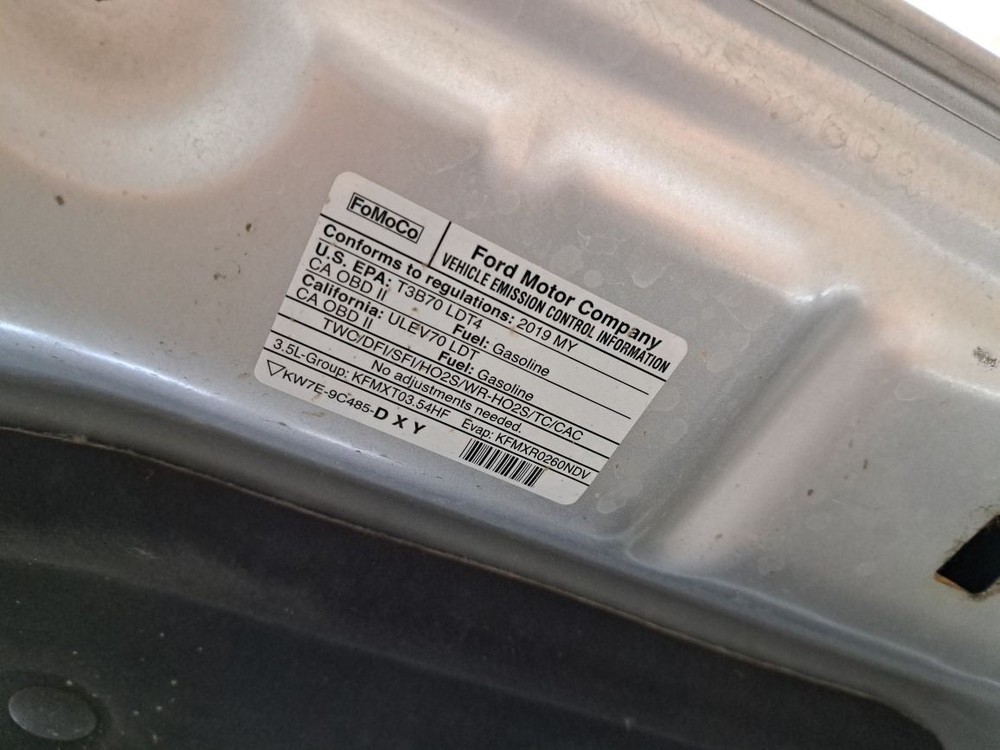 FoMoCo
Ford Motor Company
VEHICLE EMISSION CONTROL INFORMATION
Conforms to regulations: 2019 MY
U.S. EPA: T3B70 LDT4 Fuel: Gasoline
CA OBD II
California: ULEV70 LDT Fuel: Gasoline
CA OBD II
TWC/DFI/SFI/HO2S/WR-HO2S/TC/CAC
No adjustments needed.
3.5L-Group: KFMXT03.54HF Evap: KFMXR0260NDV
▽KW7E-9C485-DXY